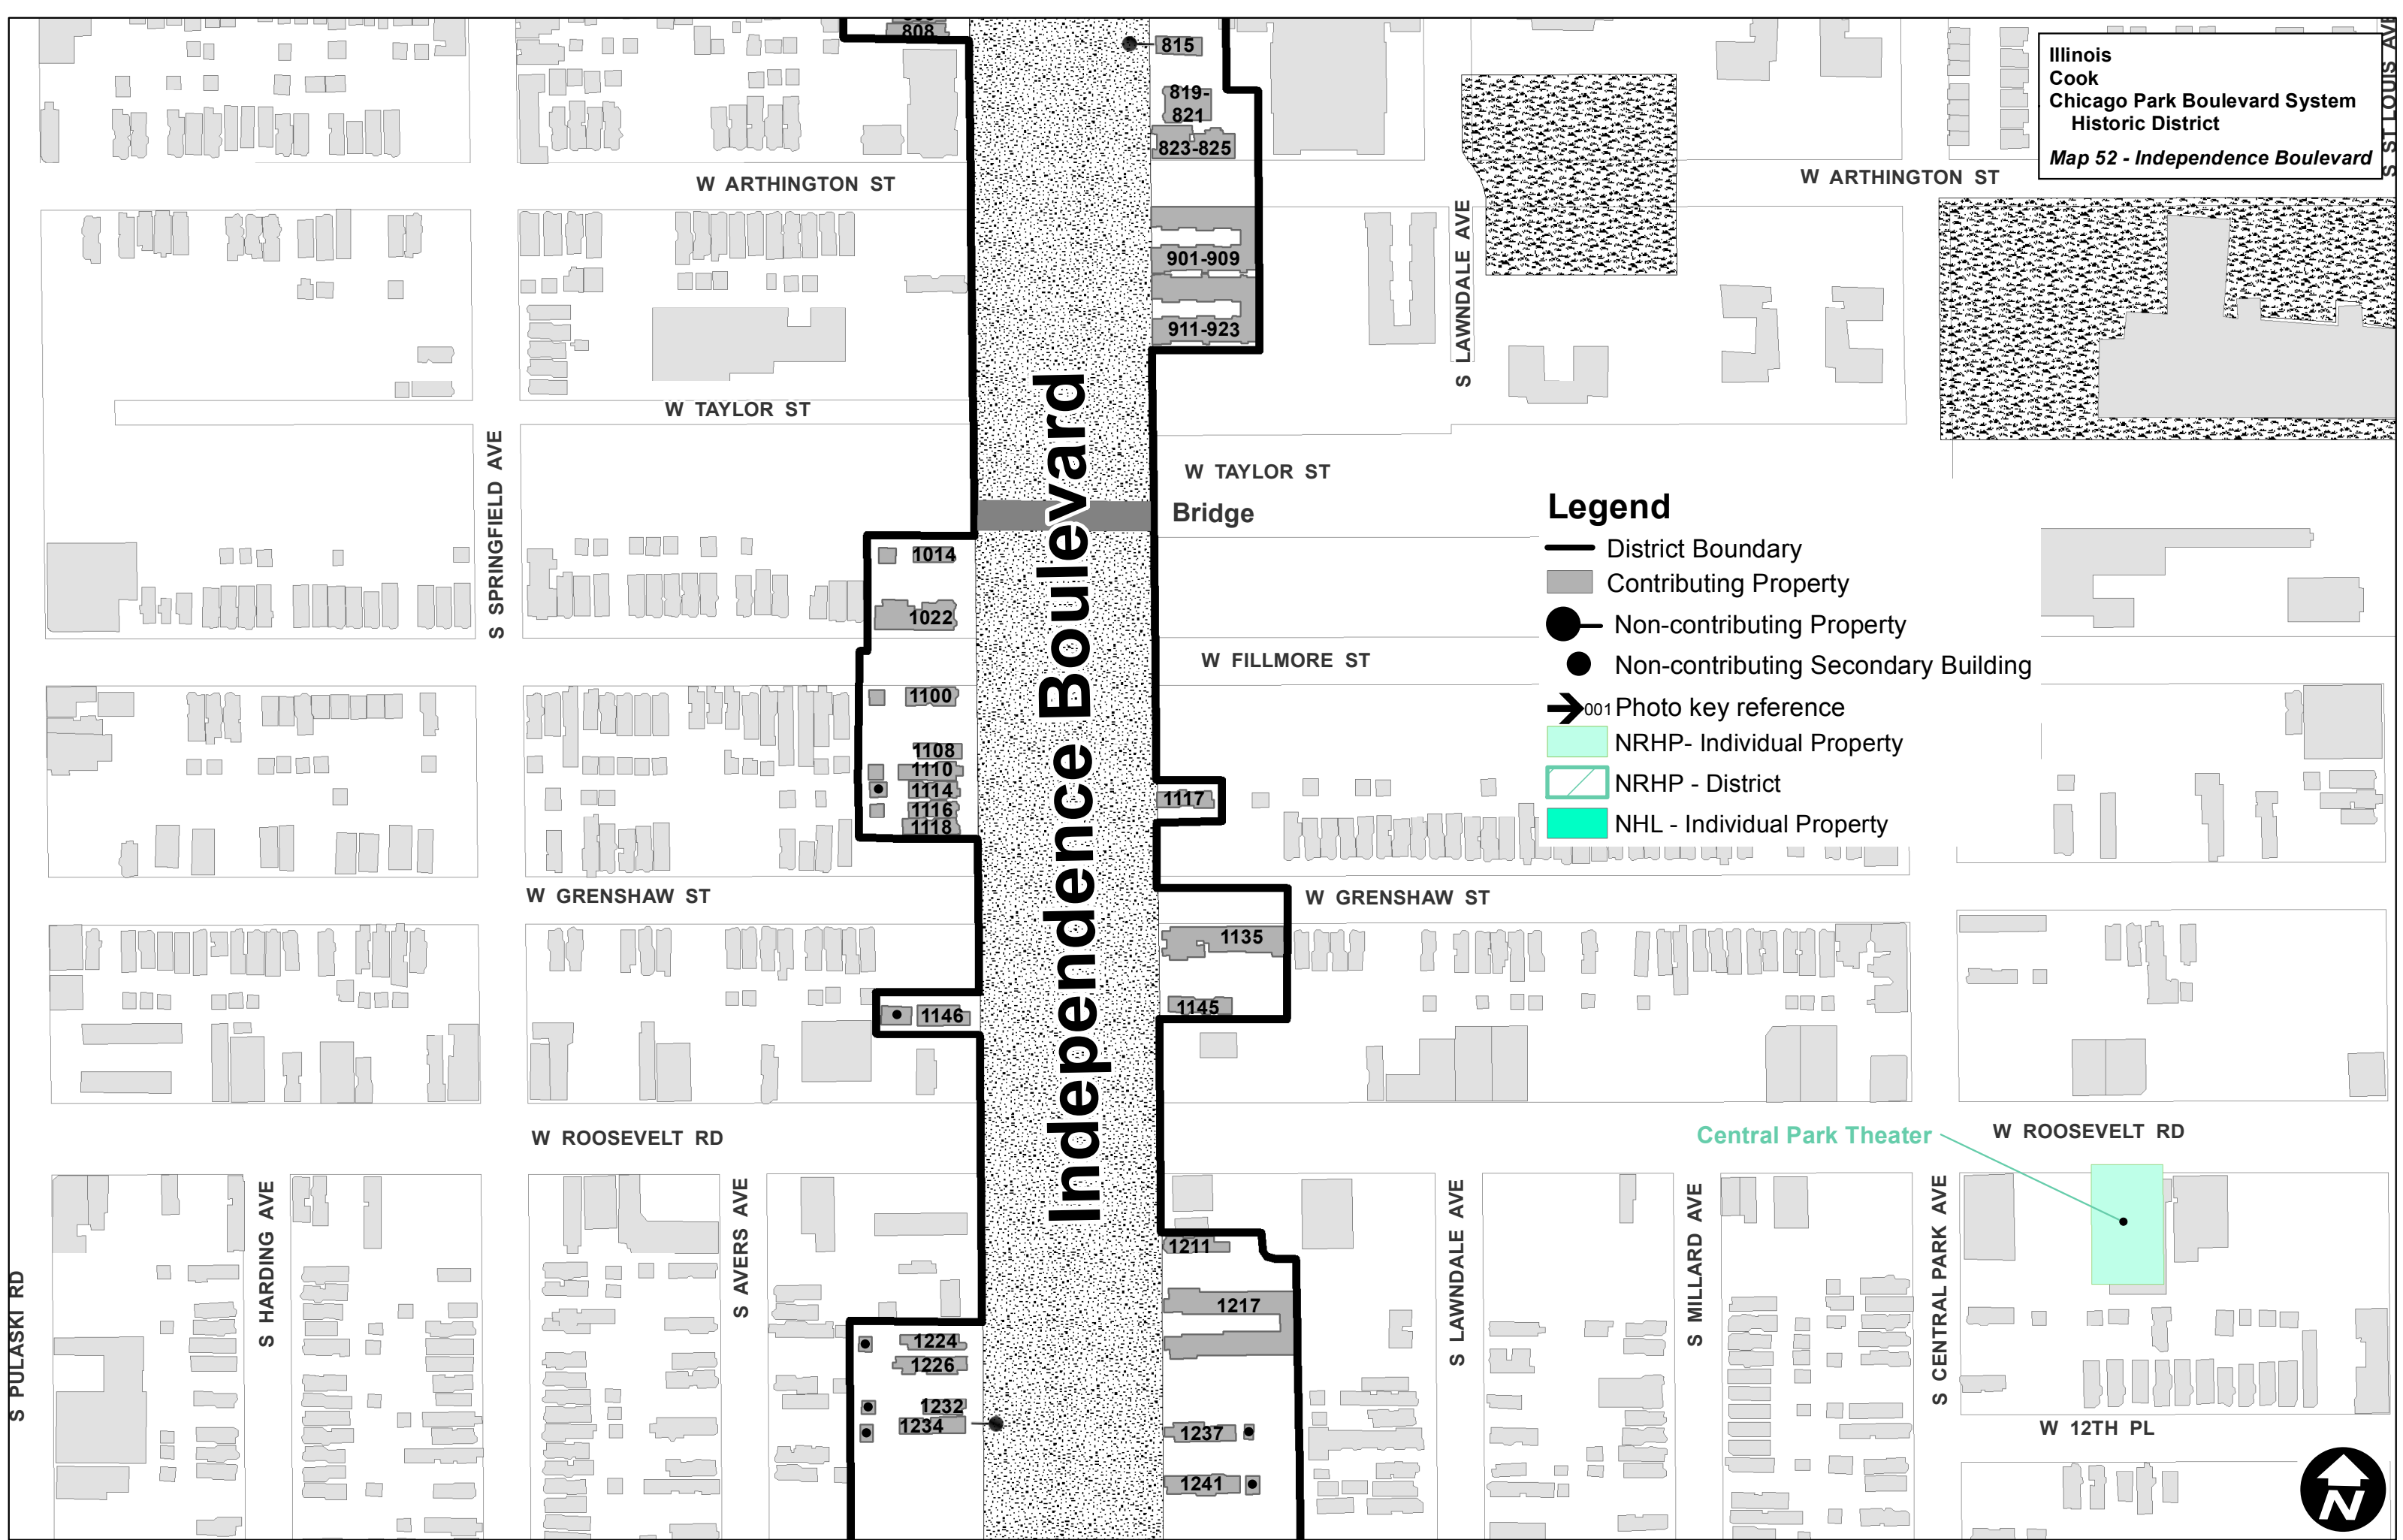 808
815
Illinois
Cook
Chicago Park Boulevard System
Historic District
Map 52 - Independence Boulevard
S ST LOUIS AVE
819-
821
823-825
W ARTHINGTON ST
W ARTHINGTON ST
901-909
911-923
S LAWNDALE AVE
W TAYLOR ST
W TAYLOR ST
S SPRINGFIELD AVE
Independence Boulevard
Bridge
Legend
District Boundary
Contributing Property
Non-contributing Property
Non-contributing Secondary Building
001 Photo key reference
NRHP- Individual Property
NRHP - District
NHL - Individual Property
1014
1022
W FILLMORE ST
1100
1108
1110
1114
1116
1118
1117
W GRENSHAW ST
W GRENSHAW ST
1135
1145
1146
W ROOSEVELT RD
Central Park Theater
W ROOSEVELT RD
S PULASKI RD
S HARDING AVE
S AVERS AVE
S LAWNDALE AVE
S MILLARD AVE
S CENTRAL PARK AVE
1211
1217
1224
1226
1232
1234
1237
1241
W 12TH PL
N